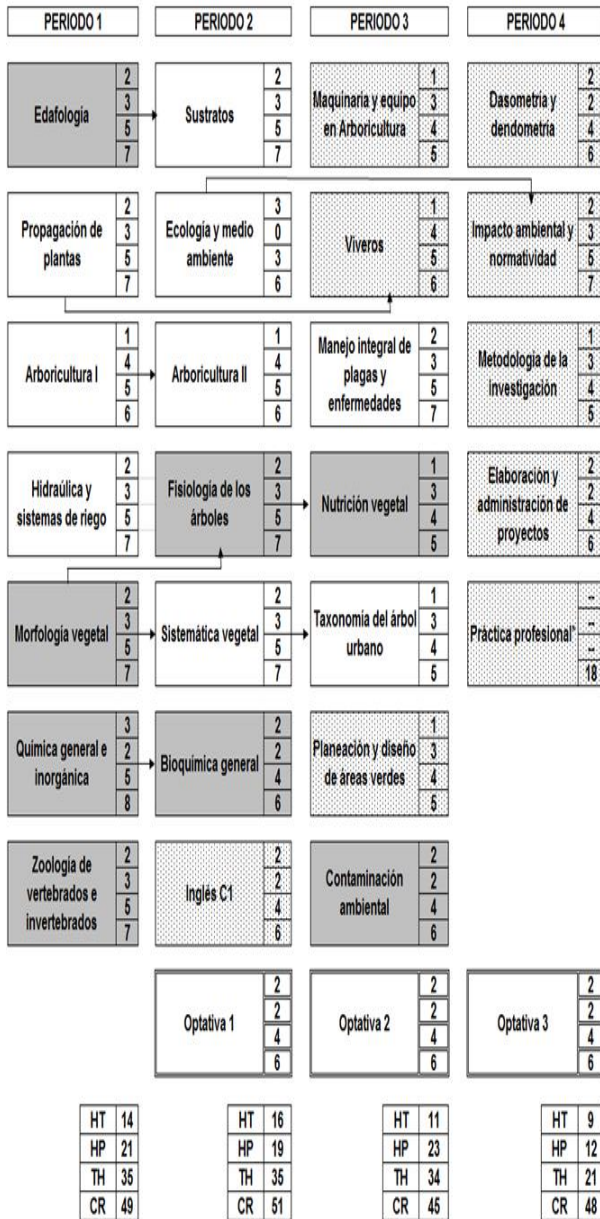 PERIODO 1
PERIODO 2
PERIODO 3
PERIODO 4
Edafología
2
3
5
7
Sustratos
2
3
5
7
Maquinaria y equipo
en Arboricultura
1
3
4
5
Dasometría y
dendometría
2
2
4
6
Propagación de
plantas
2
3
5
7
Ecología y medio
ambiente
3
0
3
6
Viveros
1
4
5
6
Impacto ambiental y
normatividad
2
3
5
7
Arboricultura I
1
4
5
6
Arboricultura II
1
4
5
6
Manejo integral de
plagas y
enfermedades
2
3
5
7
Metodología de la
investigación
1
3
4
5
Hidraúlica y
sistemas de riego
2
3
5
7
Fisiología de los
árboles
2
3
5
7
Nutrición vegetal
1
3
4
5
Elaboración y
administración de
proyectos
2
2
4
6
Morfología vegetal
2
3
5
7
Sistemática vegetal
2
3
5
7
Taxonomía del árbol
urbano
1
3
4
5
Práctica profesional*
--
--
--
18
Química general e
inorgánica
3
2
5
8
Bioquímica general
2
2
4
6
Planeación y diseño
de áreas verdes
1
3
4
5
Zoología de
vertebrados e
invertebrados
2
3
5
7
Inglés C1
2
2
4
6
Contaminación
ambiental
2
2
4
6
Optativa 1
2
2
4
6
Optativa 2
2
2
4
6
Optativa 3
2
2
4
6
HT 14
HP 21
TH 35
CR 49
HT 16
HP 19
TH 35
CR 51
HT 11
HP 23
TH 34
CR 45
HT 9
HP 12
TH 21
CR 48